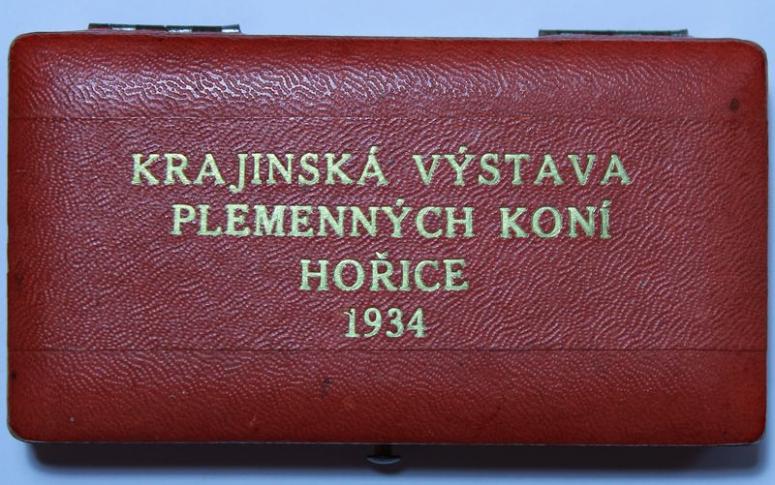 KRAJINSKÁ VÝSTAVA
PLEMENNÝCH KONÍ
HOŘICE
1934